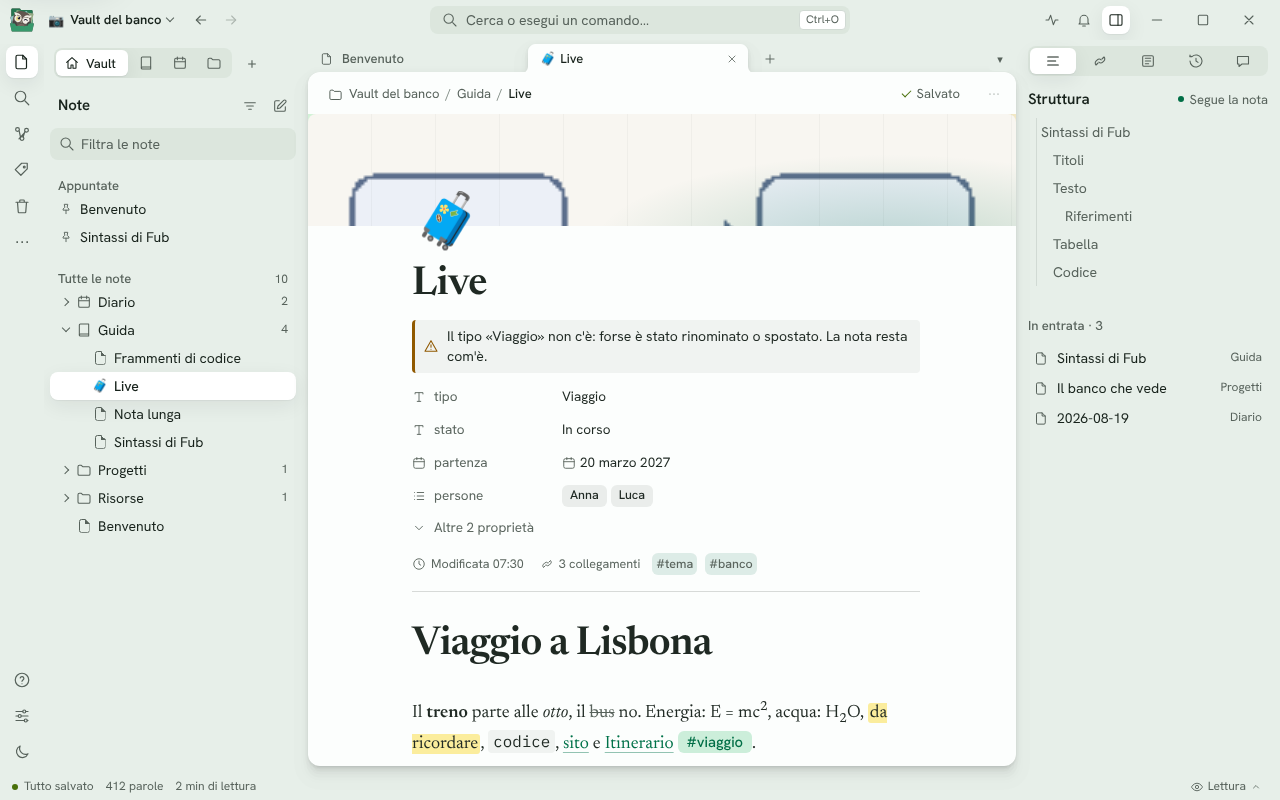 Vault del banco
Cerca o esegui un comando…
Ctrl+O
Vault
Note
Filtra le note
Appuntate
Benvenuto
Sintassi di Fub
Tutte le note 10
Diario 2
Guida 4
Frammenti di codice
Live
Nota lunga
Sintassi di Fub
Progetti 1
Risorse 1
Benvenuto
Tutto salvato 412 parole 2 min di lettura
Benvenuto
Live
Vault del banco / Guida / Live
Salvato
Live
Il tipo «Viaggio» non c'è: forse è stato rinominato o spostato. La nota resta
com'è.
tipo Viaggio
stato In corso
partenza 20 marzo 2027
persone Anna Luca
Altre 2 proprietà
Modificata 07:30 3 collegamenti #tema #banco
Viaggio a Lisbona
Il treno parte alle otto, il bus no. Energia: E = mc², acqua: H₂O, da
ricordare, codice, sito e Itinerario #viaggio.
Struttura
Segue la nota
Sintassi di Fub
Titoli
Testo
Riferimenti
Tabella
Codice
In entrata · 3
Sintassi di Fub Guida
Il banco che vede Progetti
2026-08-19 Diario
Lettura